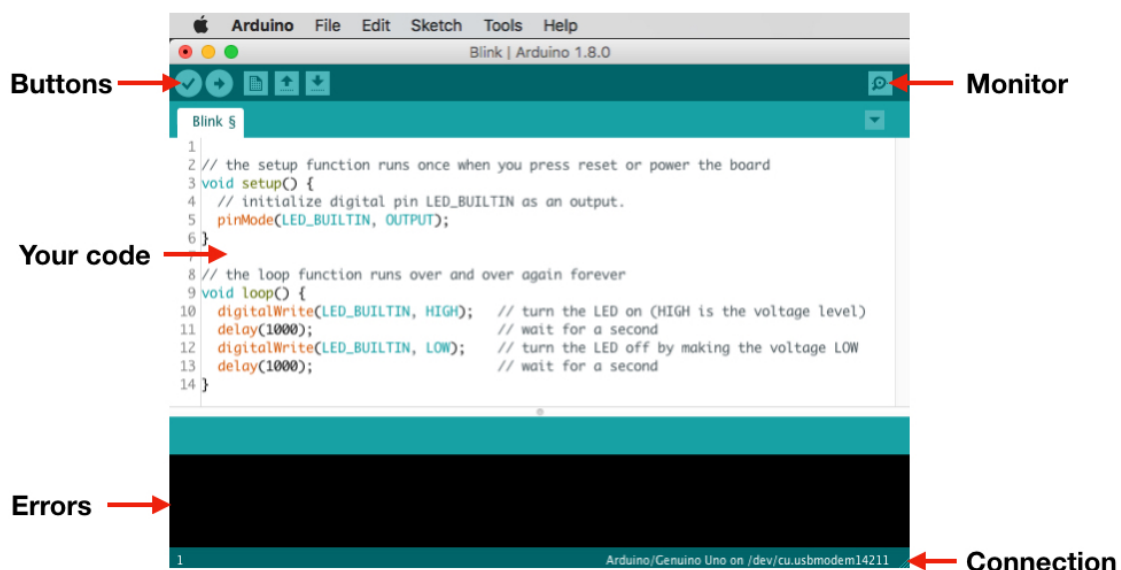 Arduino File Edit Sketch Tools Help
Blink | Arduino 1.8.0
Buttons
Monitor
Blink §
1
2 // the setup function runs once when you press reset or power the board
3 void setup() {
4   // initialize digital pin LED_BUILTIN as an output.
5   pinMode(LED_BUILTIN, OUTPUT);
6 }
Your code
7
8 // the loop function runs over and over again forever
9 void loop() {
10   digitalWrite(LED_BUILTIN, HIGH);   // turn the LED on (HIGH is the voltage level)
11   delay(1000);                       // wait for a second
12   digitalWrite(LED_BUILTIN, LOW);    // turn the LED off by making the voltage LOW
13   delay(1000);                       // wait for a second
14 }
Errors
1 Arduino/Genuino Uno on /dev/cu.usbmodem14211
Connection